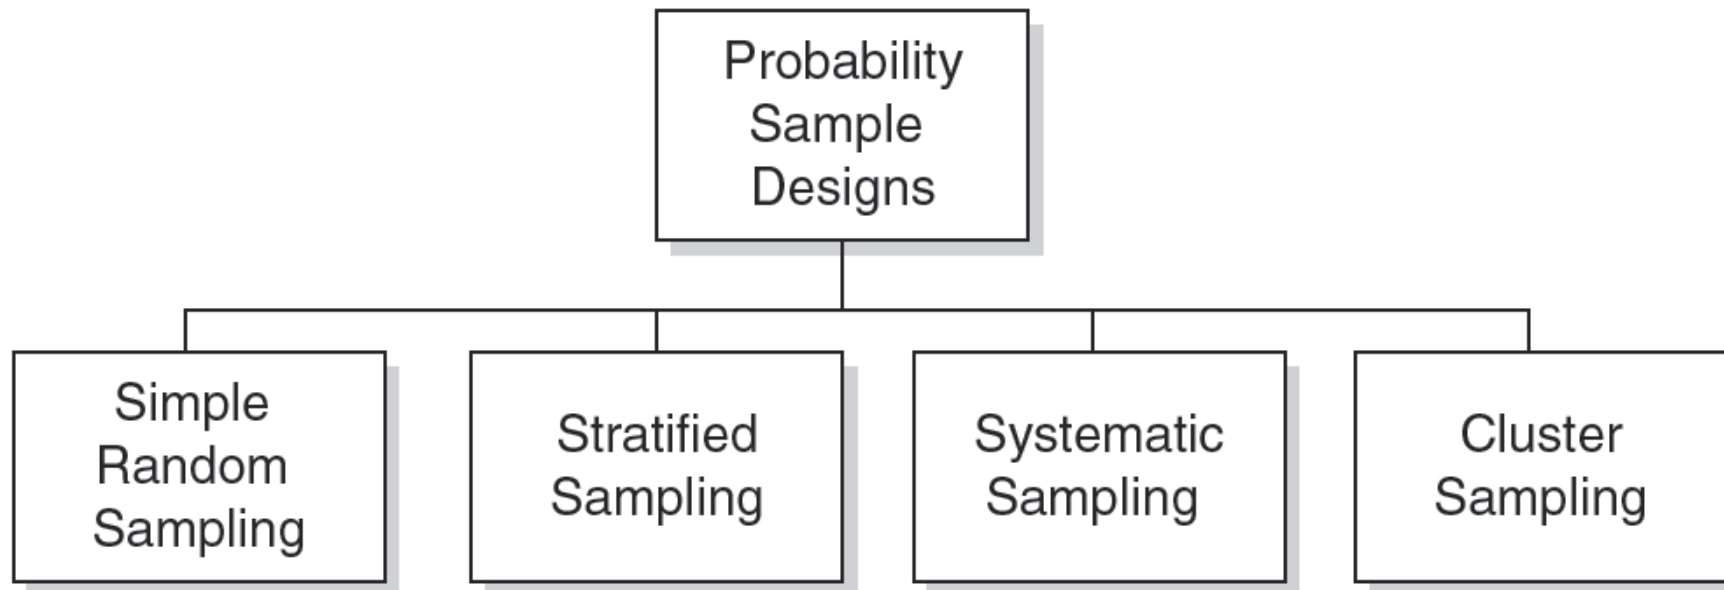 Probability
Sample
Designs
Simple
Random
Sampling
Stratified
Sampling
Systematic
Sampling
Cluster
Sampling